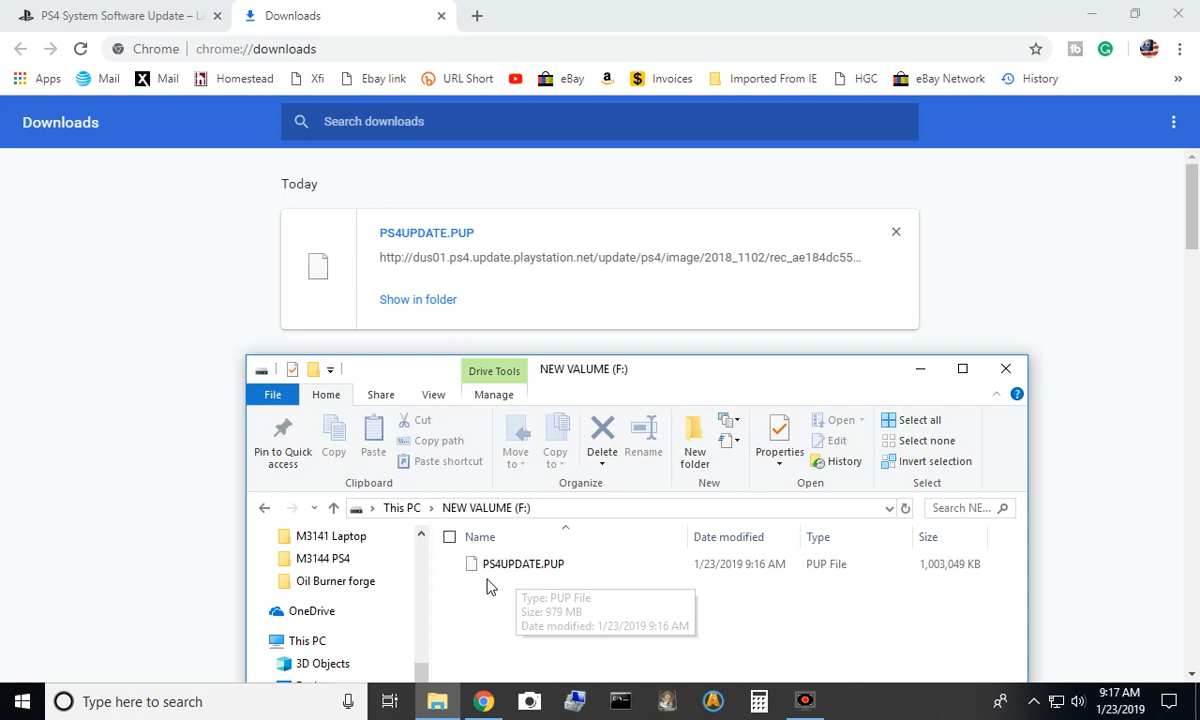 PS4 System Software Update – L
Downloads
Chrome
chrome://downloads
Apps
Mail
X
Mail
Homestead
Xfi
Ebay link
URL Short
eBay
Invoices
Imported From IE
HGC
eBay Network
History
Downloads
Search downloads
Today
PS4UPDATE.PUP
http://dus01.ps4.update.playstation.net/update/ps4/image/2018_1102/rec_ae184dc55...
Show in folder
Drive Tools
NEW VALUME (F:)
File
Home
Share
View
Manage
Pin to Quick access
Copy
Paste
Cut
Copy path
Paste shortcut
Move to
Copy to
Delete
Rename
New folder
Properties
Open
Edit
History
Select all
Select none
Invert selection
Clipboard
Organize
New
Open
Select
This PC
NEW VALUME (F:)
Search NE...
M3141 Laptop
M3144 PS4
Oil Burner forge
OneDrive
This PC
3D Objects
Name
Date modified
Type
Size
PS4UPDATE.PUP
1/23/2019 9:16 AM
PUP File
1,003,049 KB
Type: PUP File
Size: 979 MB
Date modified: 1/23/2019 9:16 AM
Type here to search
9:17 AM
1/23/2019